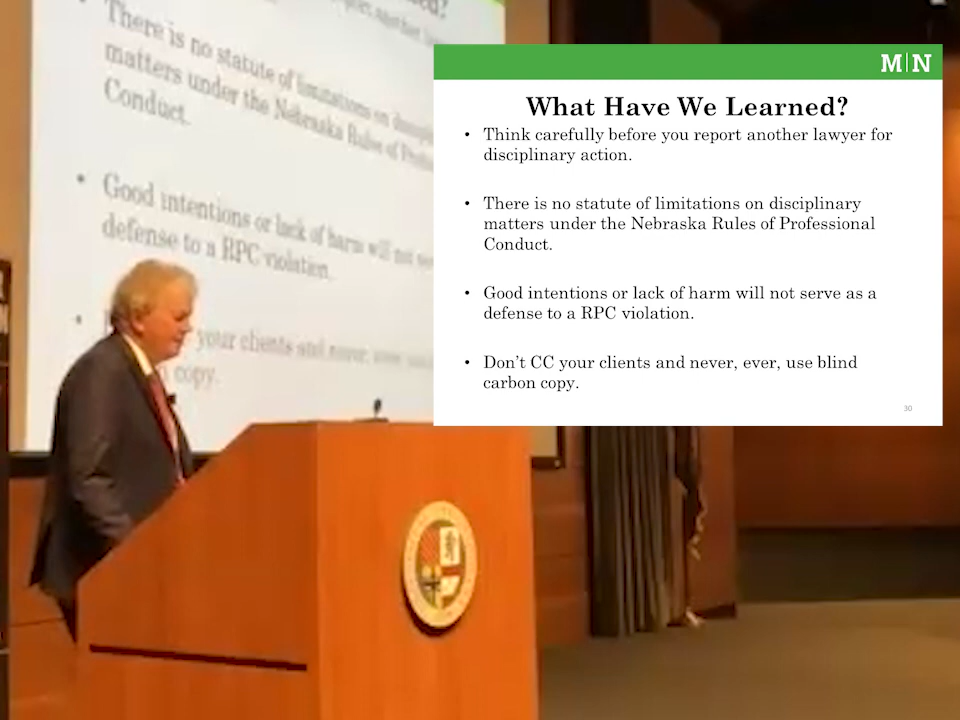 There is no statute of limitations on
matters under the Nebraska Rules of
Conduct.
• Good intentions or lack of harm will not
defense to a RPC violation.
your clients and never,
copy.
M|N
What Have We Learned?
• Think carefully before you report another lawyer for
disciplinary action.
• There is no statute of limitations on disciplinary
matters under the Nebraska Rules of Professional
Conduct.
• Good intentions or lack of harm will not serve as a
defense to a RPC violation.
• Don’t CC your clients and never, ever, use blind
carbon copy.
30